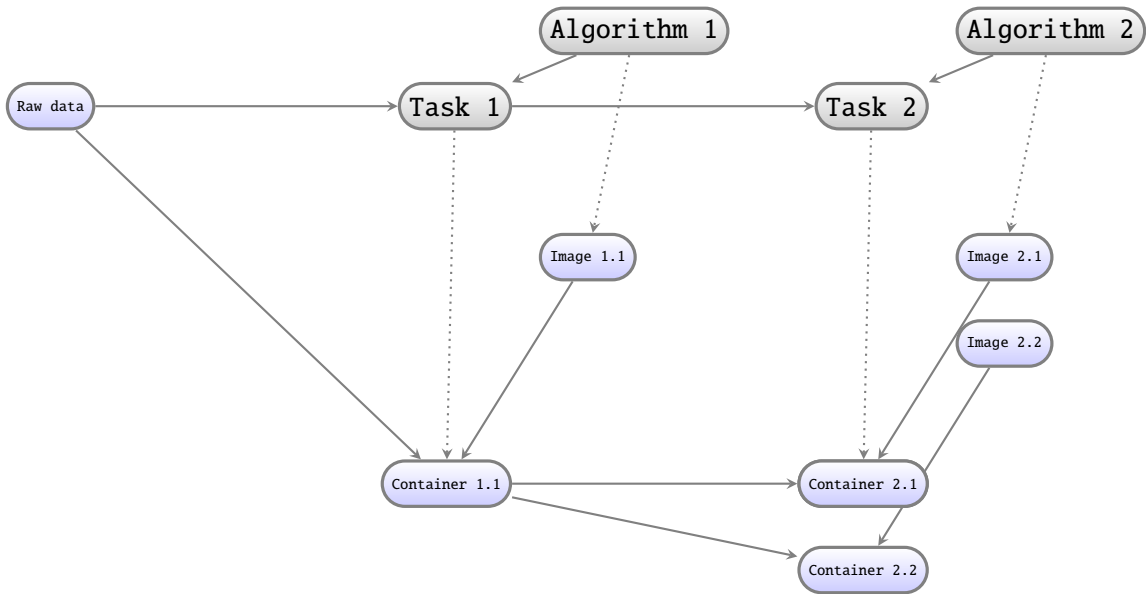 Algorithm 1
Algorithm 2
Raw data
Task 1
Task 2
Image 1.1
Image 2.1
Image 2.2
Container 1.1
Container 2.1
Container 2.2